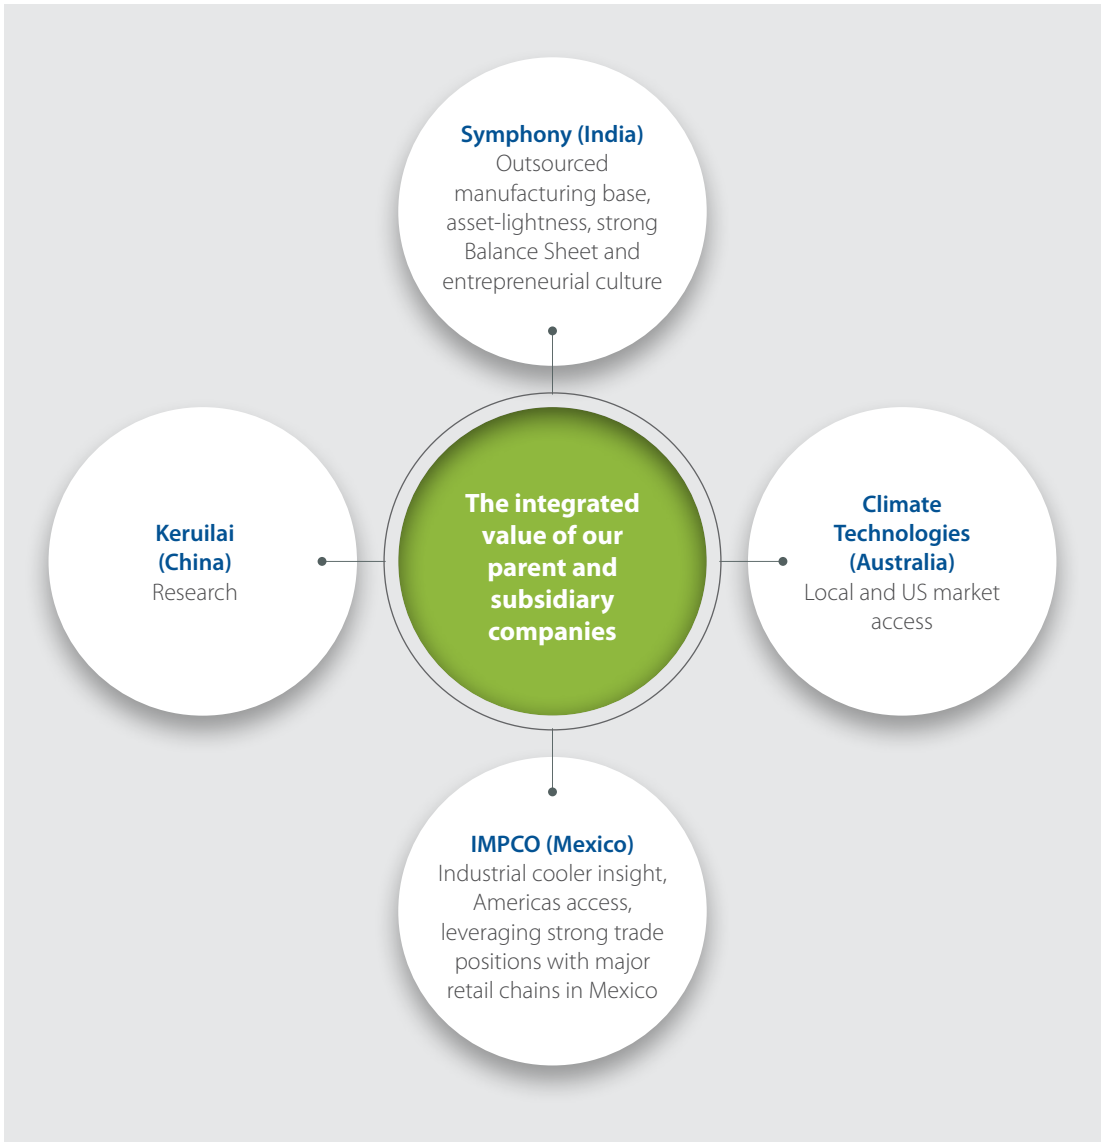 Symphony (India)
Outsourced
manufacturing base,
asset-lightness, strong
Balance Sheet and
entrepreneurial culture
Keruilai
(China)
Research
The integrated
value of our
parent and
subsidiary
companies
Climate
Technologies
(Australia)
Local and US market
access
IMPCO (Mexico)
Industrial cooler insight,
Americas access,
leveraging strong trade
positions with major
retail chains in Mexico